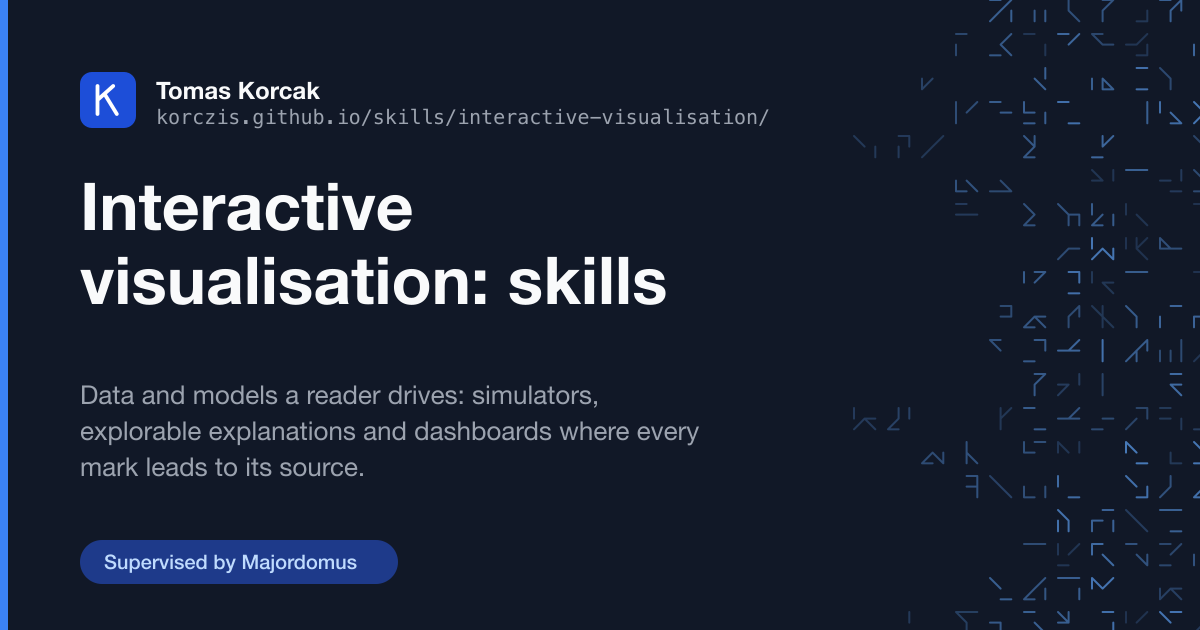 K
Tomas Korcak
korczis.github.io/skills/interactive-visualisation/
Interactive
visualisation: skills
Data and models a reader drives: simulators,
explorable explanations and dashboards where every
mark leads to its source.
Supervised by Majordomus